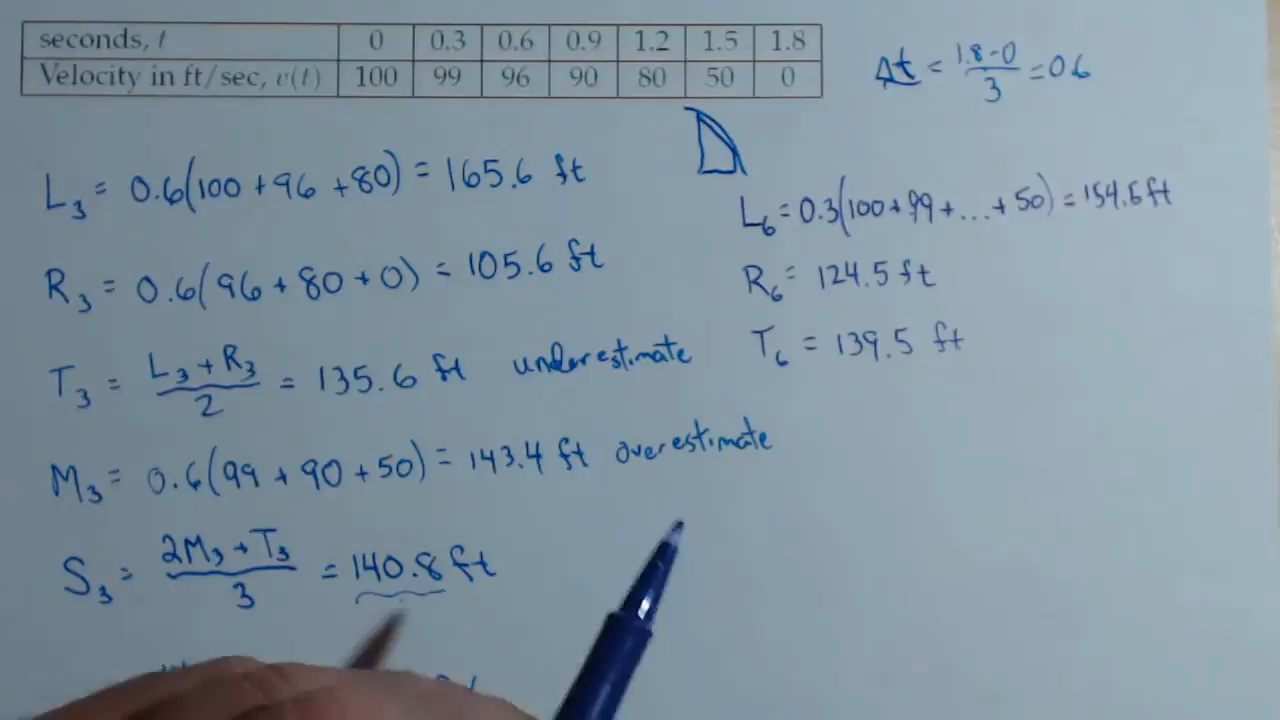 seconds, t 0 0.3 0.6 0.9 1.2 1.5 1.8
Velocity in ft/sec, v(t) 100 99 96 90 80 50 0
Δt = (1.8-0)/3 = 0.6
L₃ = 0.6(100+96+80) = 165.6 ft
R₃ = 0.6(96+80+0) = 105.6 ft
T₃ = (L₃+R₃)/2 = 135.6 ft underestimate
M₃ = 0.6(99+90+50) = 143.4 ft overestimate
S₃ = (2M₃+T₃)/3 = 140.8 ft
L₆ = 0.3(100+99+...+50) = 154.5 ft
R₆ = 124.5 ft
T₆ = 139.5 ft